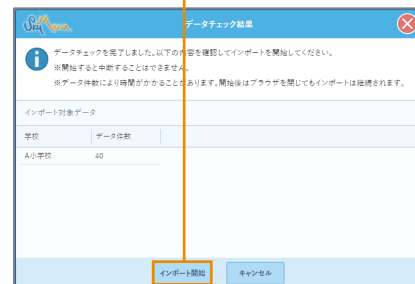 データチェック結果
データチェックを完了しました。以下の内容を確認してインポートを開始してください。
※開始すると中断することはできません。
※データ件数により時間がかかることがあります。開始後はブラウザを閉じてもインポートは継続されます。
インポート対象データ
学校 データ件数
A小学校 40
インポート開始 キャンセル